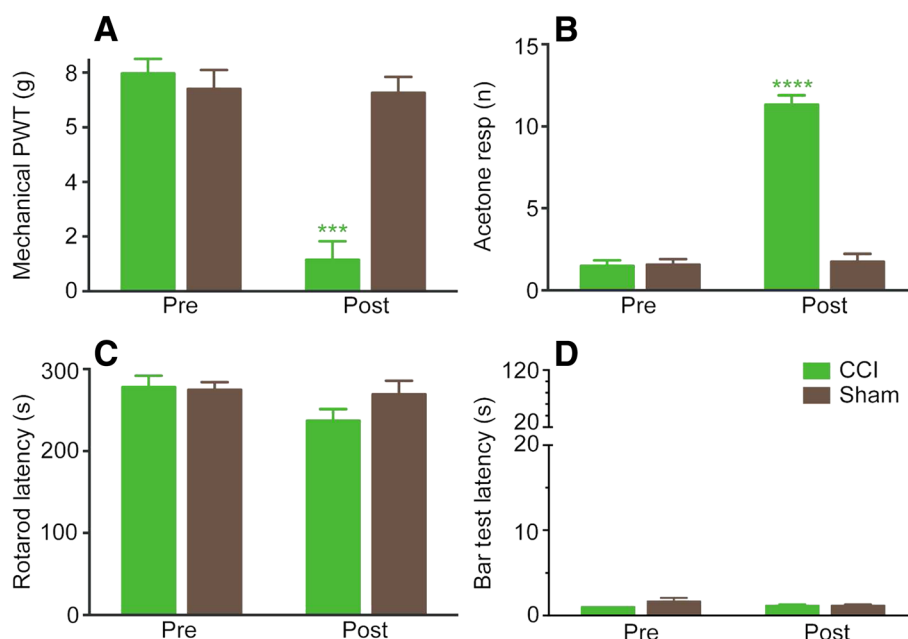 A
Mechanical PWT (g)
8
5
4
2
0
***
Pre
Post
B
Acetone resp (n)
15
10
5
0
****
Pre
Post
C
Rotarod latency (s)
300
200
100
0
Pre
Post
D
Bar test latency (s)
120
20
20
10
0
CCI
Sham
Pre
Post